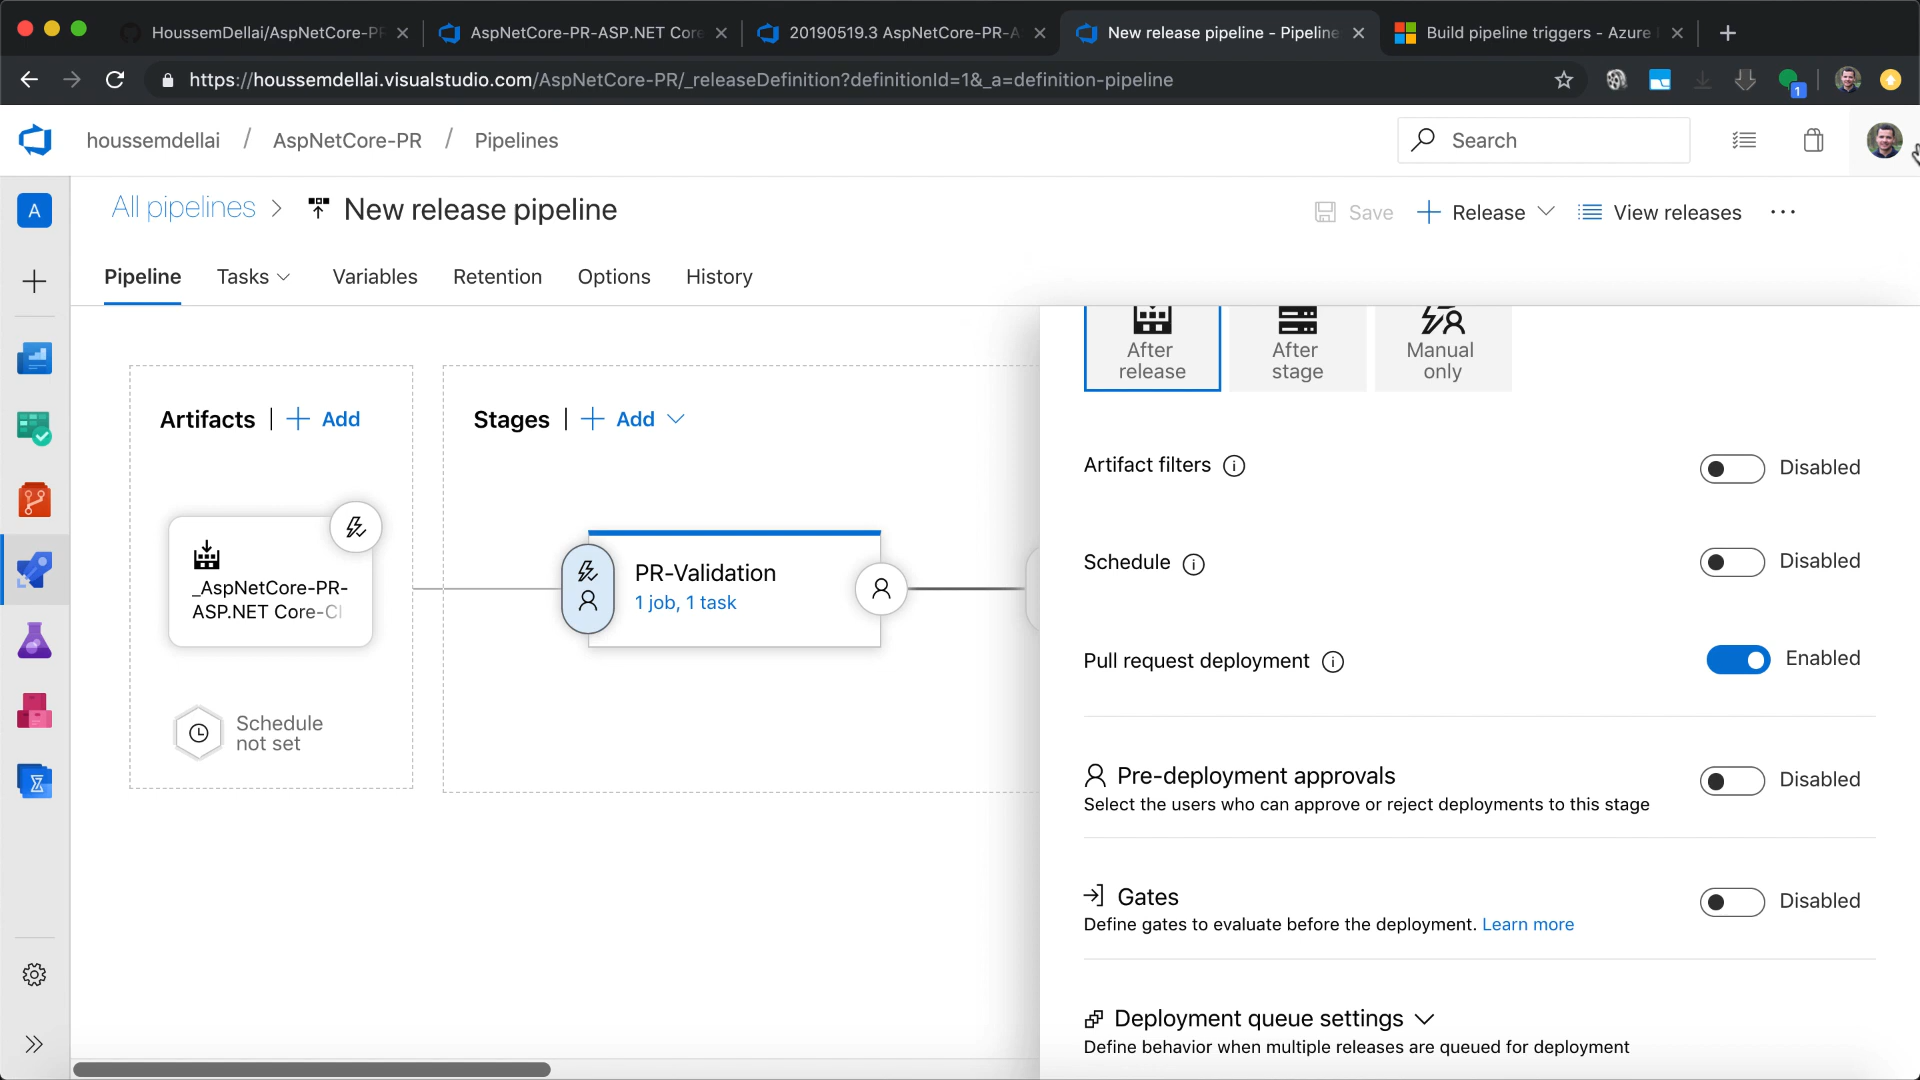 HoussemDellai/AspNetCore-PR
AspNetCore-PR-ASP.NET Core
20190519.3 AspNetCore-PR-A
New release pipeline - Pipeline
Build pipeline triggers - Azure
https://houssemdellai.visualstudio.com/AspNetCore-PR/_releaseDefinition?definitionId=1&_a=definition-pipeline
1
houssemdellai / AspNetCore-PR / Pipelines
Search
A
All pipelines > New release pipeline
Save
Release
View releases
Pipeline
Tasks
Variables
Retention
Options
History
Artifacts | + Add
Stages | + Add
_AspNetCore-PR-
ASP.NET Core-CI
Schedule
not set
PR-Validation
1 job, 1 task
After
release
After
stage
Manual
only
Artifact filters
Disabled
Schedule
Disabled
Pull request deployment
Enabled
Pre-deployment approvals
Select the users who can approve or reject deployments to this stage
Disabled
Gates
Define gates to evaluate before the deployment. Learn more
Disabled
Deployment queue settings
Define behavior when multiple releases are queued for deployment